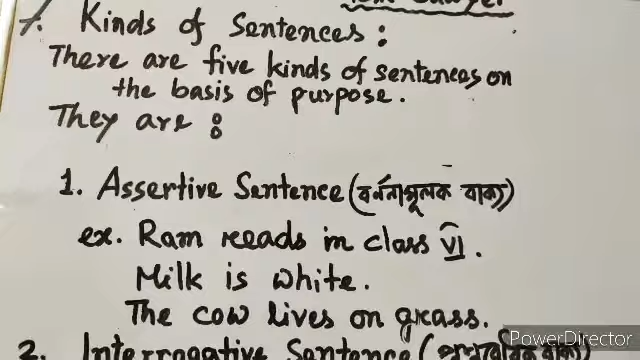 7. Kinds of Sentences :
There are five kinds of sentences on
the basis of purpose.
They are :
1. Assertive Sentence (বর্ণনামূলক বাক্য)
ex. Ram reads in class VI.
Milk is white.
The cow lives on grass.
2. Interrogative Sentence (
PowerDirector